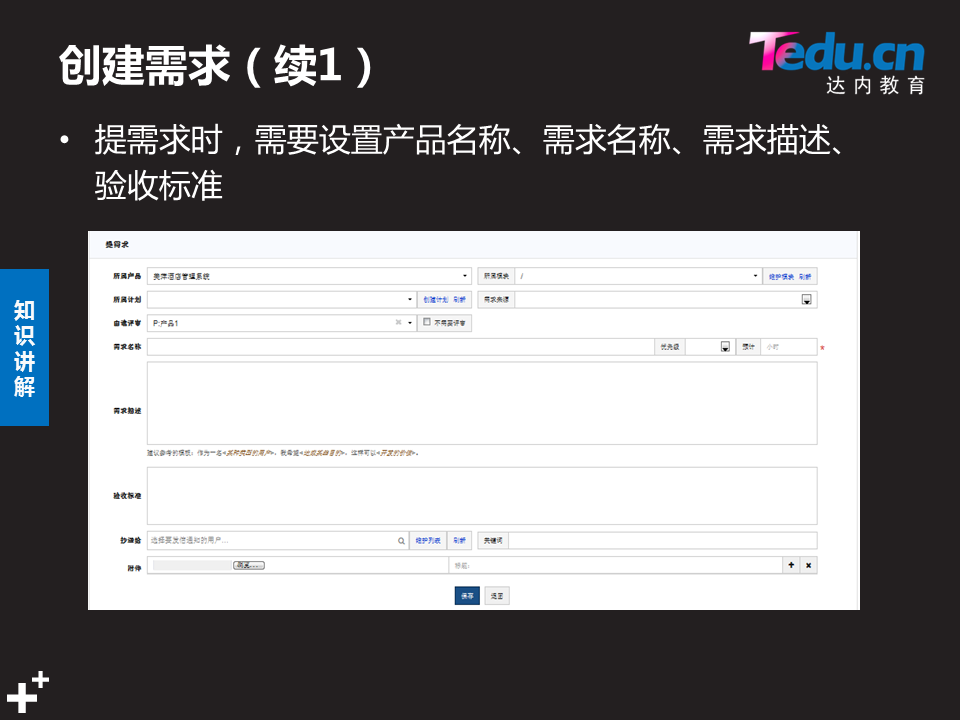 创建需求（续1）
Tedu.cn
达内教育
• 提需求时，需要设置产品名称、需求名称、需求描述、
验收标准
知识讲解
提需求
所属产品 美洋酒店管理系统 所属模块 / 维护模块 刷新
所属计划 创建计划 刷新 需求来源
由谁评审 P:产品1 不需要评审
需求名称 优先级 预计 小时 *
需求描述
建议参考的模板：作为一名<某种类型的用户>，我希望<达成某些目的>，这样可以<开发的价值>。
验收标准
抄送给 选择要发信通知的用户... 维护列表 刷新 关键词
附件 浏览... 标题：
保存 返回